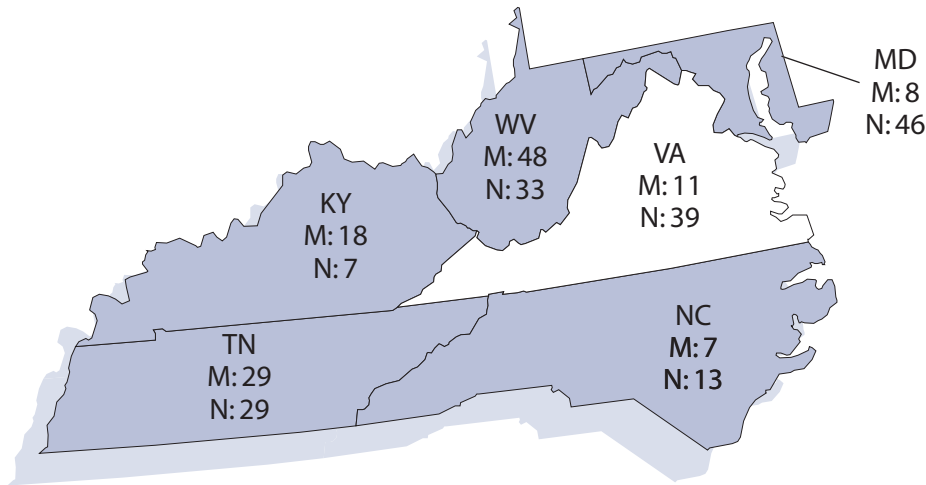 MD
M: 8
N: 46
WV
M: 48
N: 33
VA
M: 11
N: 39
KY
M: 18
N: 7
NC
M: 7
N: 13
TN
M: 29
N: 29